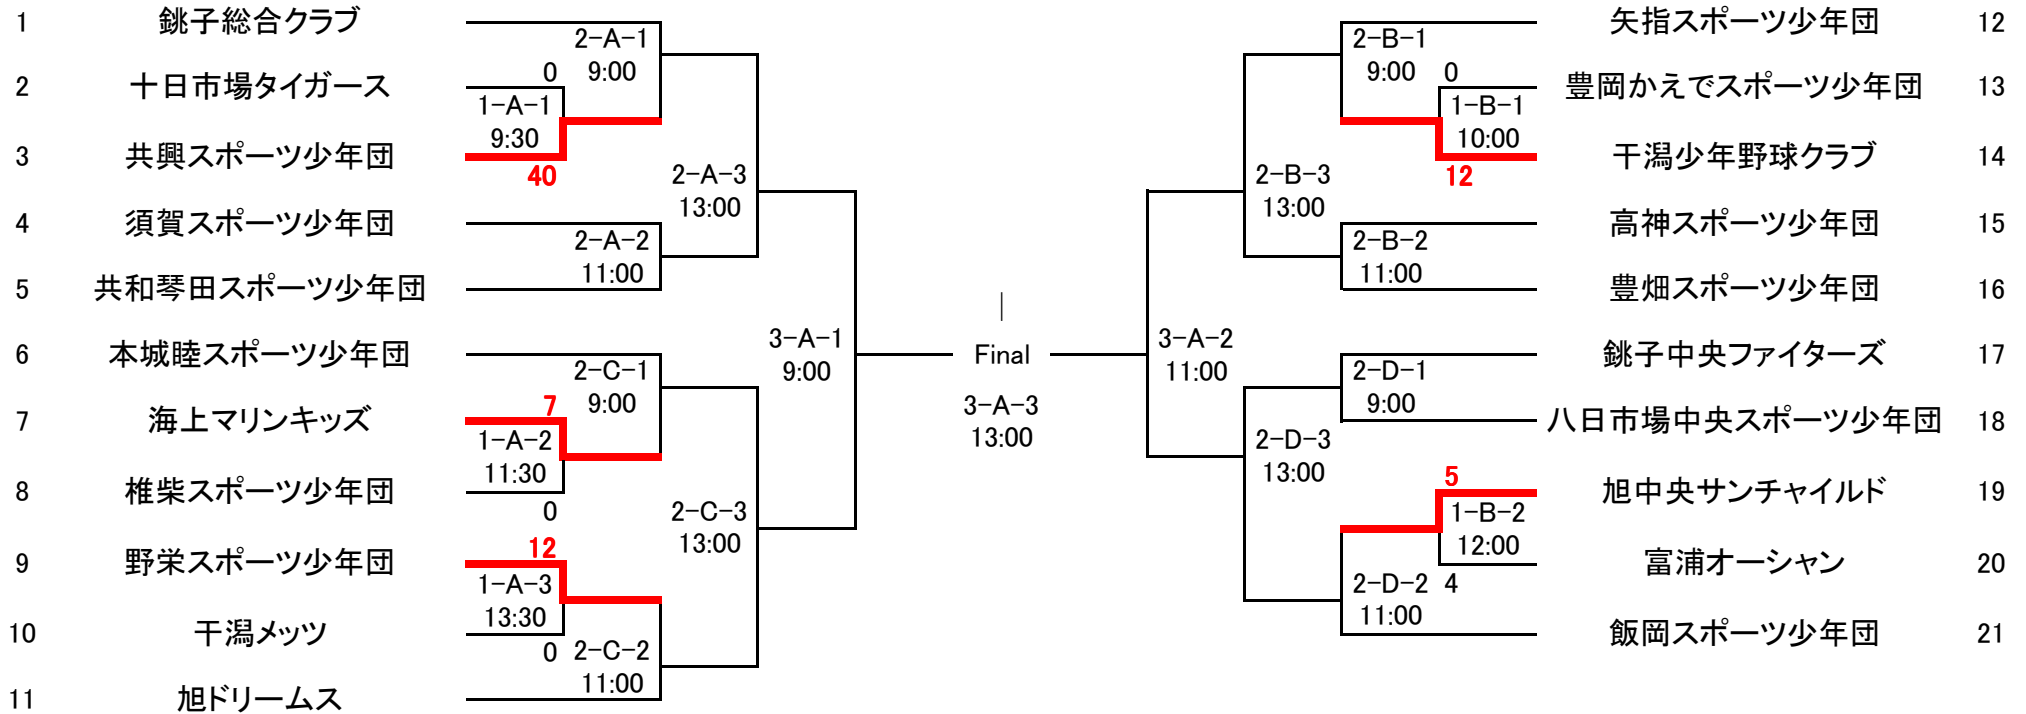 1 銚子総合クラブ
2 十日市場タイガース
3 共興スポーツ少年団
4 須賀スポーツ少年団
5 共和琴田スポーツ少年団
6 本城睦スポーツ少年団
7 海上マリンキッズ
8 椎柴スポーツ少年団
9 野栄スポーツ少年団
10 干潟メッツ
11 旭ドリームス
0
1-A-1
9:30
40
7
1-A-2
11:30
0
12
1-A-3
13:30
0
2-A-1
9:00
2-A-2
11:00
2-C-1
9:00
2-C-2
11:00
2-A-3
13:00
2-C-3
13:00
3-A-1
9:00
Final
3-A-3
13:00
3-A-2
11:00
2-B-3
13:00
2-D-3
13:00
2-B-1
9:00
2-B-2
11:00
2-D-1
9:00
2-D-2
11:00
0
1-B-1
10:00
12
5
1-B-2
12:00
4
矢指スポーツ少年団 12
豊岡かえでスポーツ少年団 13
干潟少年野球クラブ 14
高神スポーツ少年団 15
豊畑スポーツ少年団 16
銚子中央ファイターズ 17
八日市場中央スポーツ少年団 18
旭中央サンチャイルド 19
富浦オーシャン 20
飯岡スポーツ少年団 21